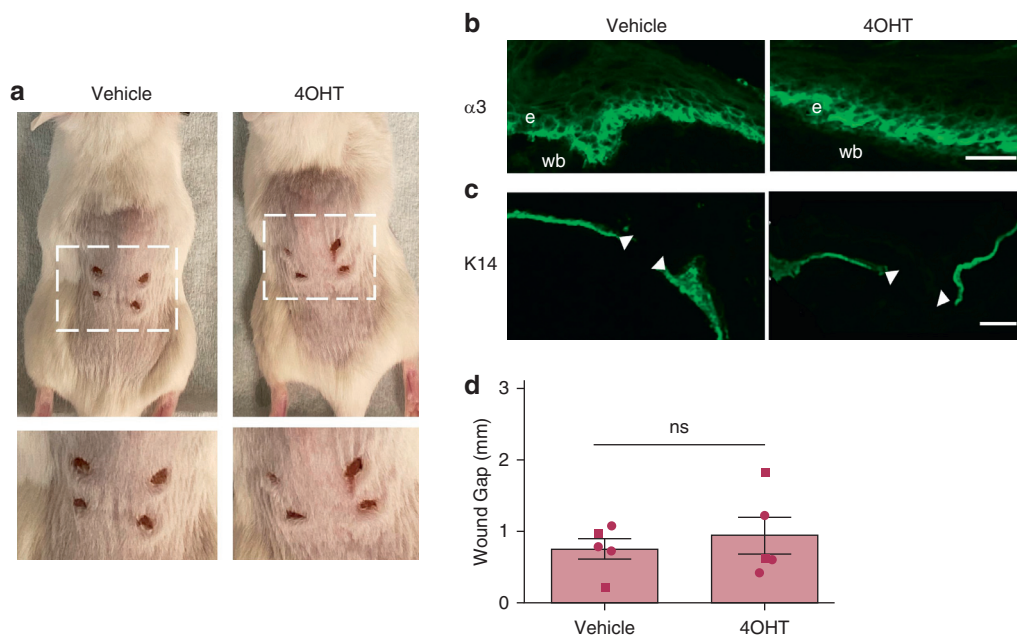 a
Vehicle
4OHT
b
Vehicle
4OHT
α3
e
wb
e
wb
c
K14
d
Wound Gap (mm)
3
2
1
0
ns
Vehicle
4OHT